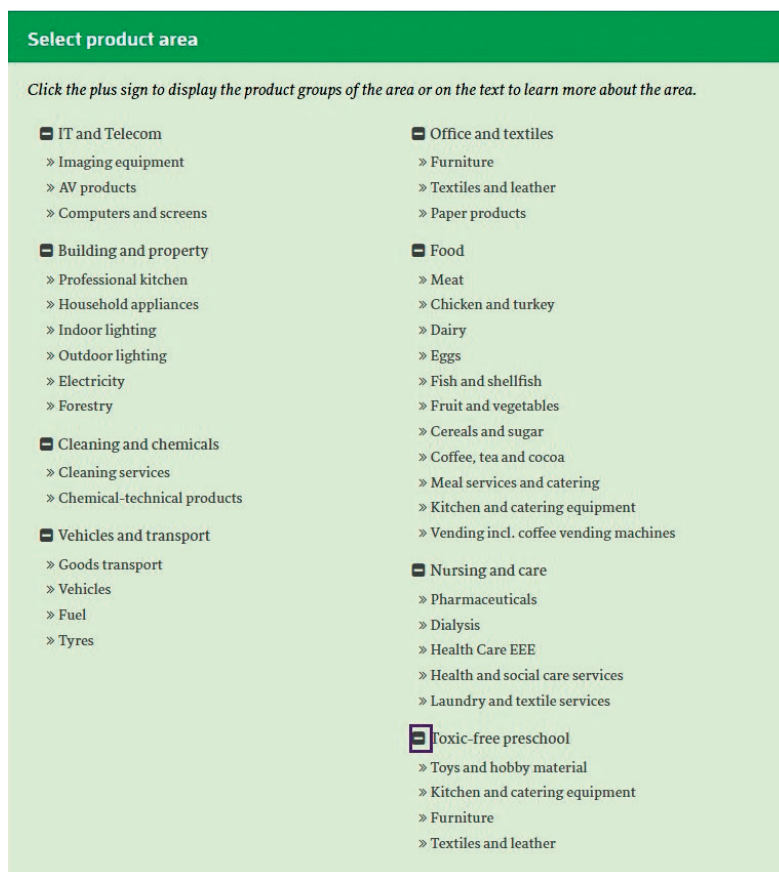 Select product area
Click the plus sign to display the product groups of the area or on the text to learn more about the area.
IT and Telecom
» Imaging equipment
» AV products
» Computers and screens
Building and property
» Professional kitchen
» Household appliances
» Indoor lighting
» Outdoor lighting
» Electricity
» Forestry
Cleaning and chemicals
» Cleaning services
» Chemical-technical products
Vehicles and transport
» Goods transport
» Vehicles
» Fuel
» Tyres
Office and textiles
» Furniture
» Textiles and leather
» Paper products
Food
» Meat
» Chicken and turkey
» Dairy
» Eggs
» Fish and shellfish
» Fruit and vegetables
» Cereals and sugar
» Coffee, tea and cocoa
» Meal services and catering
» Kitchen and catering equipment
» Vending incl. coffee vending machines
Nursing and care
» Pharmaceuticals
» Dialysis
» Health Care EEE
» Health and social care services
» Laundry and textile services
Toxic-free preschool
» Toys and hobby material
» Kitchen and catering equipment
» Furniture
» Textiles and leather